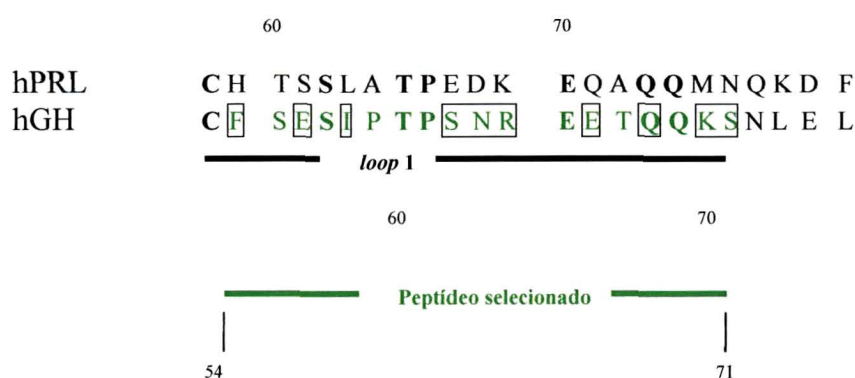 60 70
hPRL C H T S S L A T P E D K E Q A Q Q M N Q K D F
hGH C F S E S I P T P S N R E E T Q Q K S N L E L
loop 1
60 70
Peptídeo selecionado
54 71